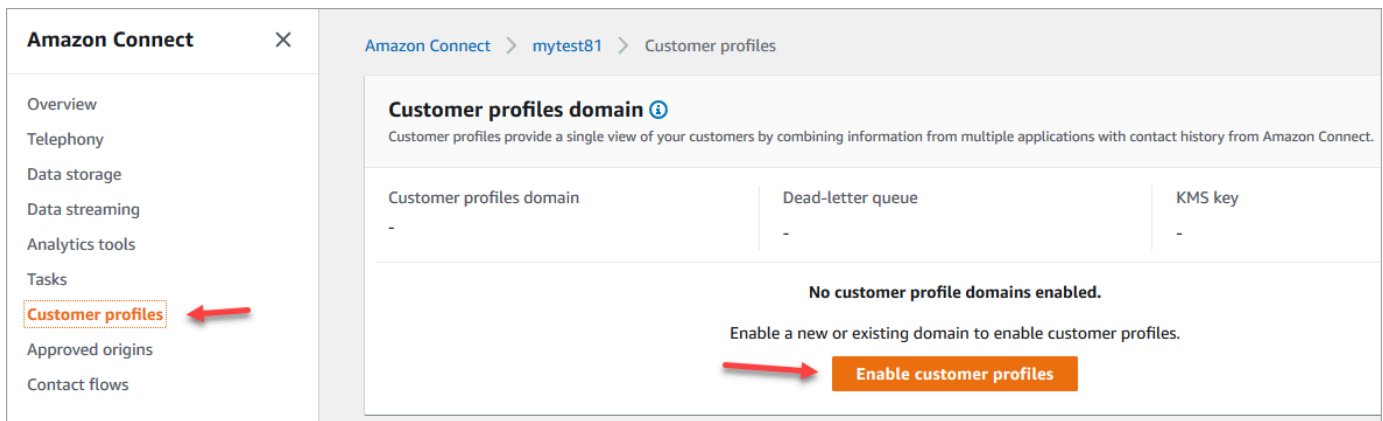 Amazon Connect
Overview
Telephony
Data storage
Data streaming
Analytics tools
Tasks
Customer profiles
Approved origins
Contact flows
Amazon Connect > mytest81 > Customer profiles
Customer profiles domain
Customer profiles provide a single view of your customers by combining information from multiple applications with contact history from Amazon Connect.
Customer profiles domain
-
Dead-letter queue
-
KMS key
-
No customer profile domains enabled.
Enable a new or existing domain to enable customer profiles.
Enable customer profiles